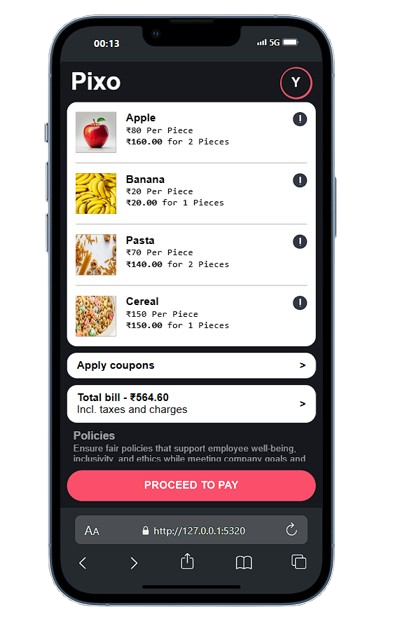 00:13
5G
Pixo
Y
Apple
₹80 Per Piece
₹160.00 for 2 Pieces
Banana
₹20 Per Piece
₹20.00 for 1 Pieces
Pasta
₹70 Per Piece
₹140.00 for 2 Pieces
Cereal
₹150 Per Piece
₹150.00 for 1 Pieces
Apply coupons >
Total bill - ₹564.60
Incl. taxes and charges
>
Policies
Ensure fair policies that support employee well-being,
inclusivity, and ethics while meeting company goals and
PROCEED TO PAY
AA
http://127.0.0.1:5320